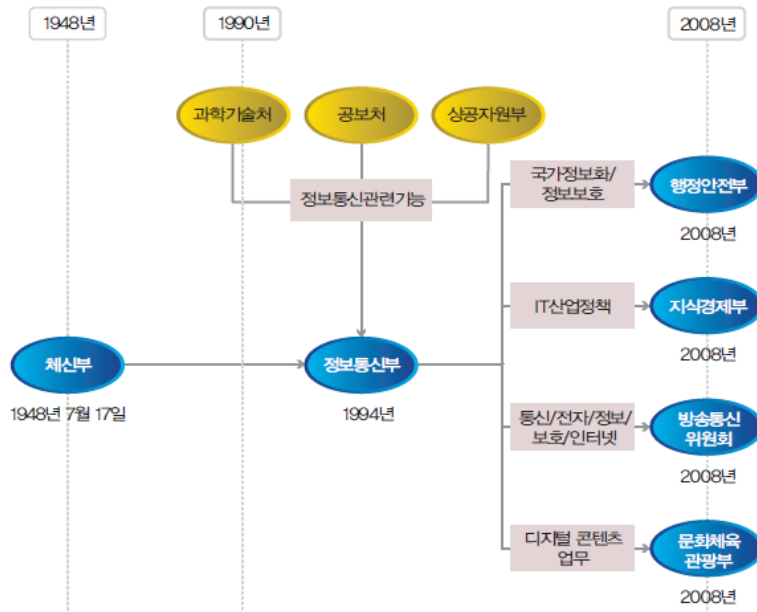 1948년
1990년
2008년
과학기술처
공보처
상공자원부
정보통신관련기능
국가정보화/
정보보호
행정안전부
2008년
IT산업정책
지식경제부
2008년
체신부
1948년 7월 17일
정보통신부
1994년
통신/전자/정보/
보호/인터넷
방송통신
위원회
2008년
디지털 콘텐츠
업무
문화체육
관광부
2008년